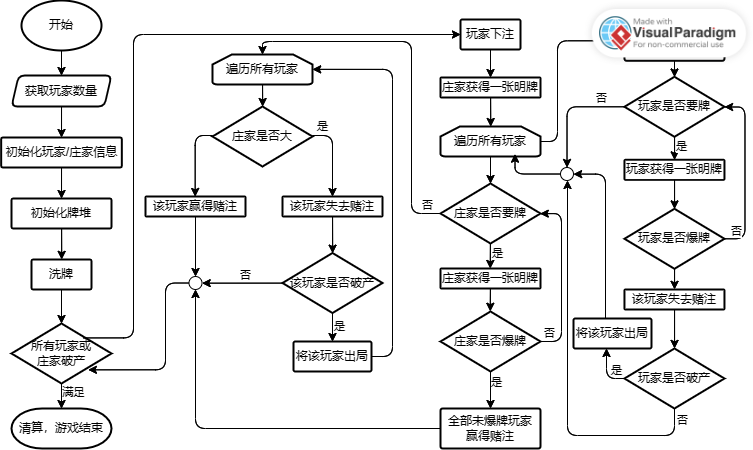 开始
获取玩家数量
初始化玩家/庄家信息
初始化牌堆
洗牌
所有玩家或
庄家破产
满足
清算，游戏结束
遍历所有玩家
庄家是否大
是
该玩家赢得赌注
该玩家失去赌注
否
该玩家是否破产
是
将该玩家出局
玩家下注
庄家获得一张明牌
遍历所有玩家
否
庄家是否要牌
是
庄家获得一张明牌
庄家是否爆牌
否
是
全部未爆牌玩家
赢得赌注
Made with
Visual Paradigm
For non-commercial use
否
玩家是否要牌
是
玩家获得一张明牌
玩家是否爆牌
否
该玩家失去赌注
将该玩家出局
是
玩家是否破产
否